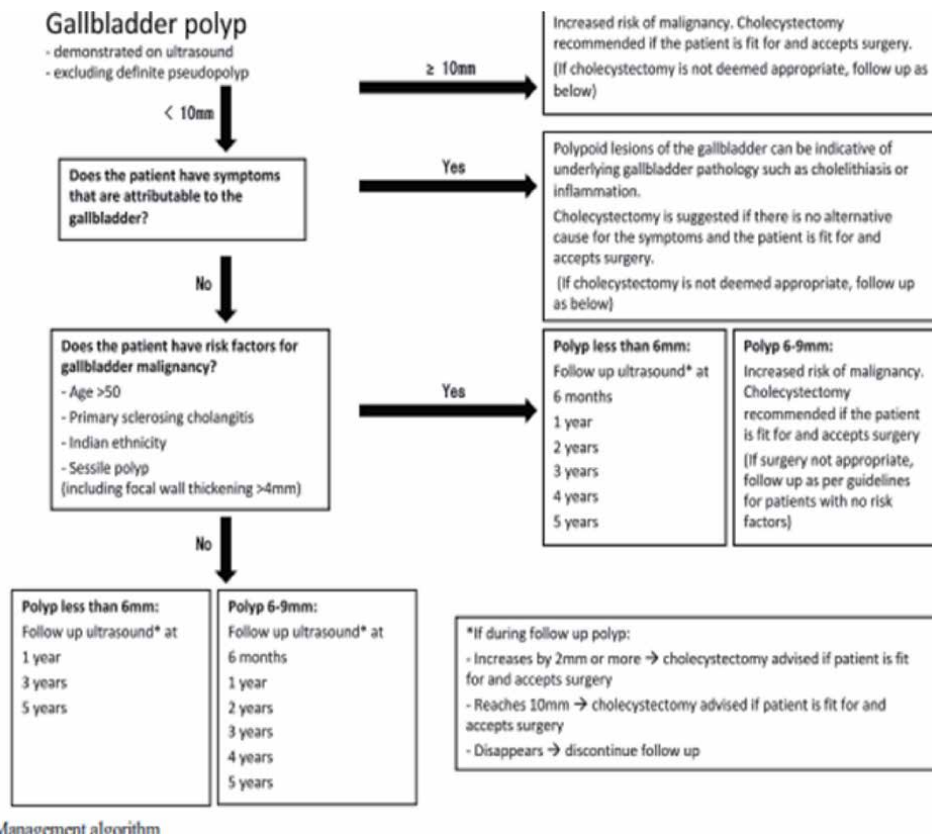 Gallbladder polyp
- demonstrated on ultrasound
- excluding definite pseudopolyp
≥ 10mm
Increased risk of malignancy. Cholecystectomy
recommended if the patient is fit for and accepts surgery.
(If cholecystectomy is not deemed appropriate, follow up as
below)
< 10mm
Does the patient have symptoms
that are attributable to the
gallbladder?
Yes
Polypoid lesions of the gallbladder can be indicative of
underlying gallbladder pathology such as cholelithiasis or
inflammation.
Cholecystectomy is suggested if there is no alternative
cause for the symptoms and the patient is fit for and
accepts surgery.
(If cholecystectomy is not deemed appropriate, follow up
as below)
No
Does the patient have risk factors for
gallbladder malignancy?
- Age >50
- Primary sclerosing cholangitis
- Indian ethnicity
- Sessile polyp
(including focal wall thickening >4mm)
Yes
Polyp less than 6mm:
Follow up ultrasound* at
6 months
1 year
2 years
3 years
4 years
5 years
Polyp 6-9mm:
Increased risk of malignancy.
Cholecystectomy
recommended if the patient
is fit for and accepts surgery
(If surgery not appropriate,
follow up as per guidelines
for patients with no risk
factors)
No
Polyp less than 6mm:
Follow up ultrasound* at
1 year
3 years
5 years
Polyp 6-9mm:
Follow up ultrasound* at
6 months
1 year
2 years
3 years
4 years
5 years
*If during follow up polyp:
- Increases by 2mm or more → cholecystectomy advised if patient is fit
for and accepts surgery
- Reaches 10mm → cholecystectomy advised if patient is fit for and
accepts surgery
- Disappears → discontinue follow up
Management algorithm